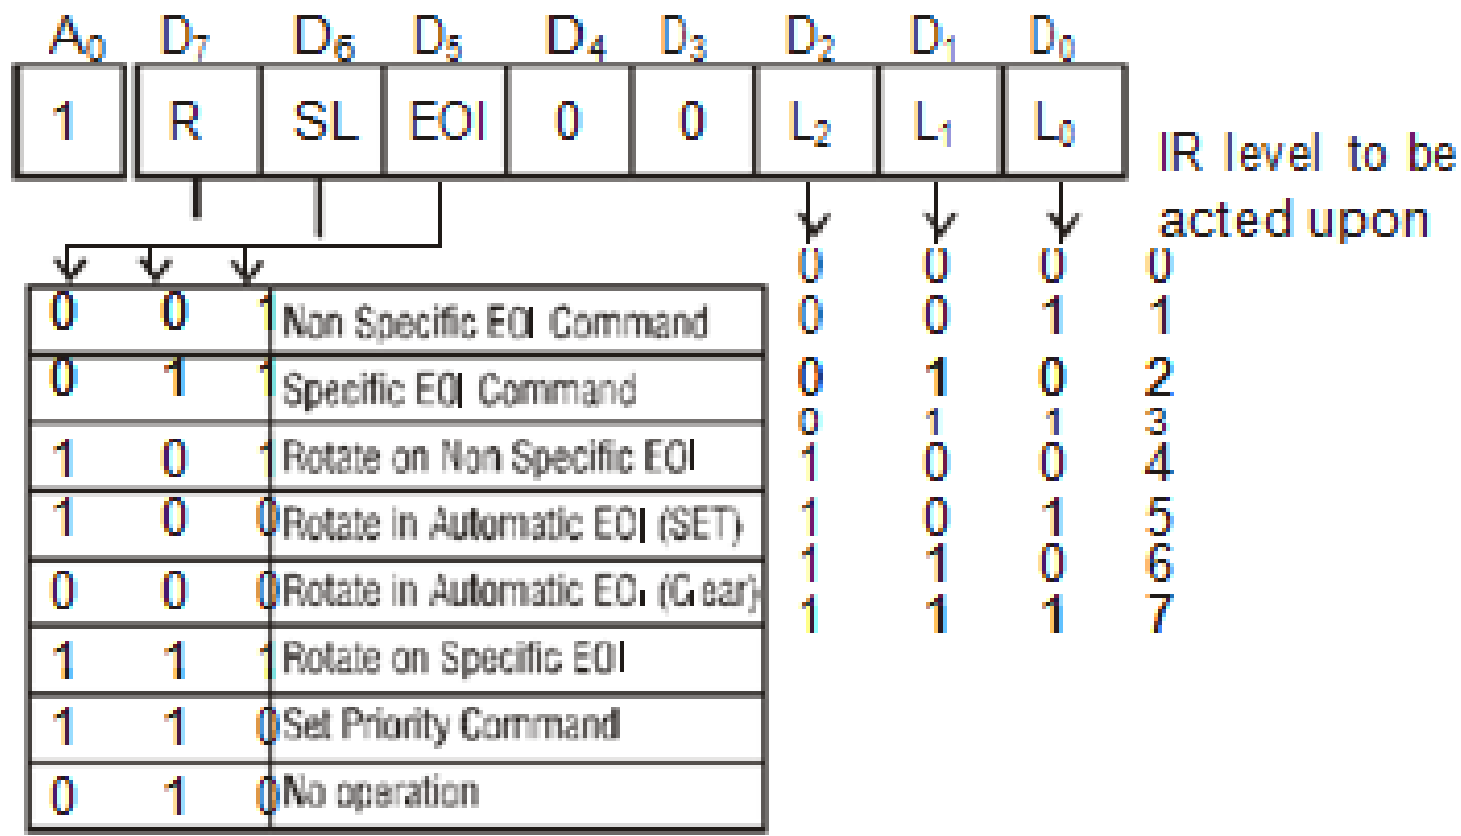 A₀ D₇ D₆ D₅ D₄ D₃ D₂ D₁ D₀
1 R SL EOI 0 0 L₂ L₁ L₀
IR level to be
acted upon
0 0 0 0
0 0 1 Non Specific EOI Command 0 0 1 1
0 1 1 Specific EOI Command 0 1 0 2
0 1 1 3
1 0 1 Rotate on Non Specific EOI 1 0 0 4
1 0 0 Rotate in Automatic EOI (SET) 1 0 1 5
1 1 0 6
0 0 0 Rotate in Automatic EOI (Clear) 1 1 1 7
1 1 1 Rotate on Specific EOI
1 1 0 Set Priority Command
0 1 0 No operation